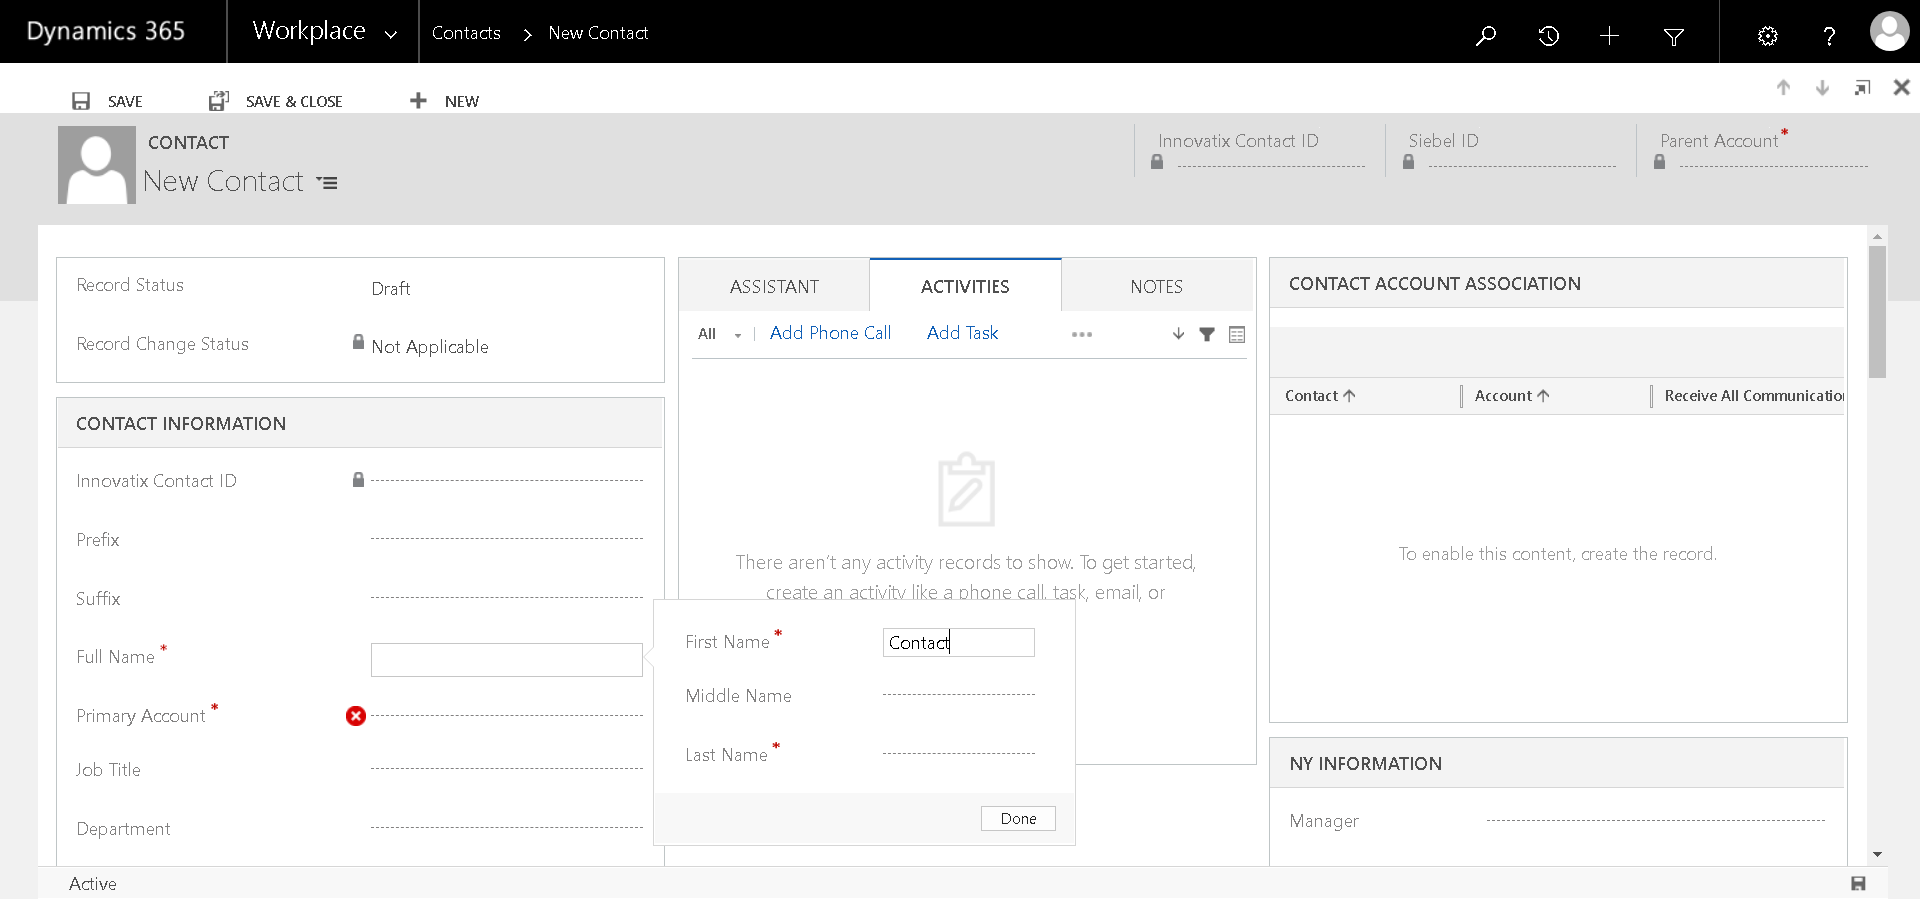 Dynamics 365 Workplace Contacts New Contact ?
SAVE SAVE & CLOSE NEW
CONTACT
New Contact
Innovatix Contact ID
Siebel ID
Parent Account*
Record Status Draft
Record Change Status Not Applicable
CONTACT INFORMATION
Innovatix Contact ID
Prefix
Suffix
Full Name*
Primary Account*
Job Title
Department
ASSISTANT ACTIVITIES NOTES
All Add Phone Call Add Task
There aren't any activity records to show. To get started,
create an activity like a phone call, task, email, or
First Name* Contact
Middle Name
Last Name*
Done
CONTACT ACCOUNT ASSOCIATION
Contact Account Receive All Communication
To enable this content, create the record.
NY INFORMATION
Manager
Active